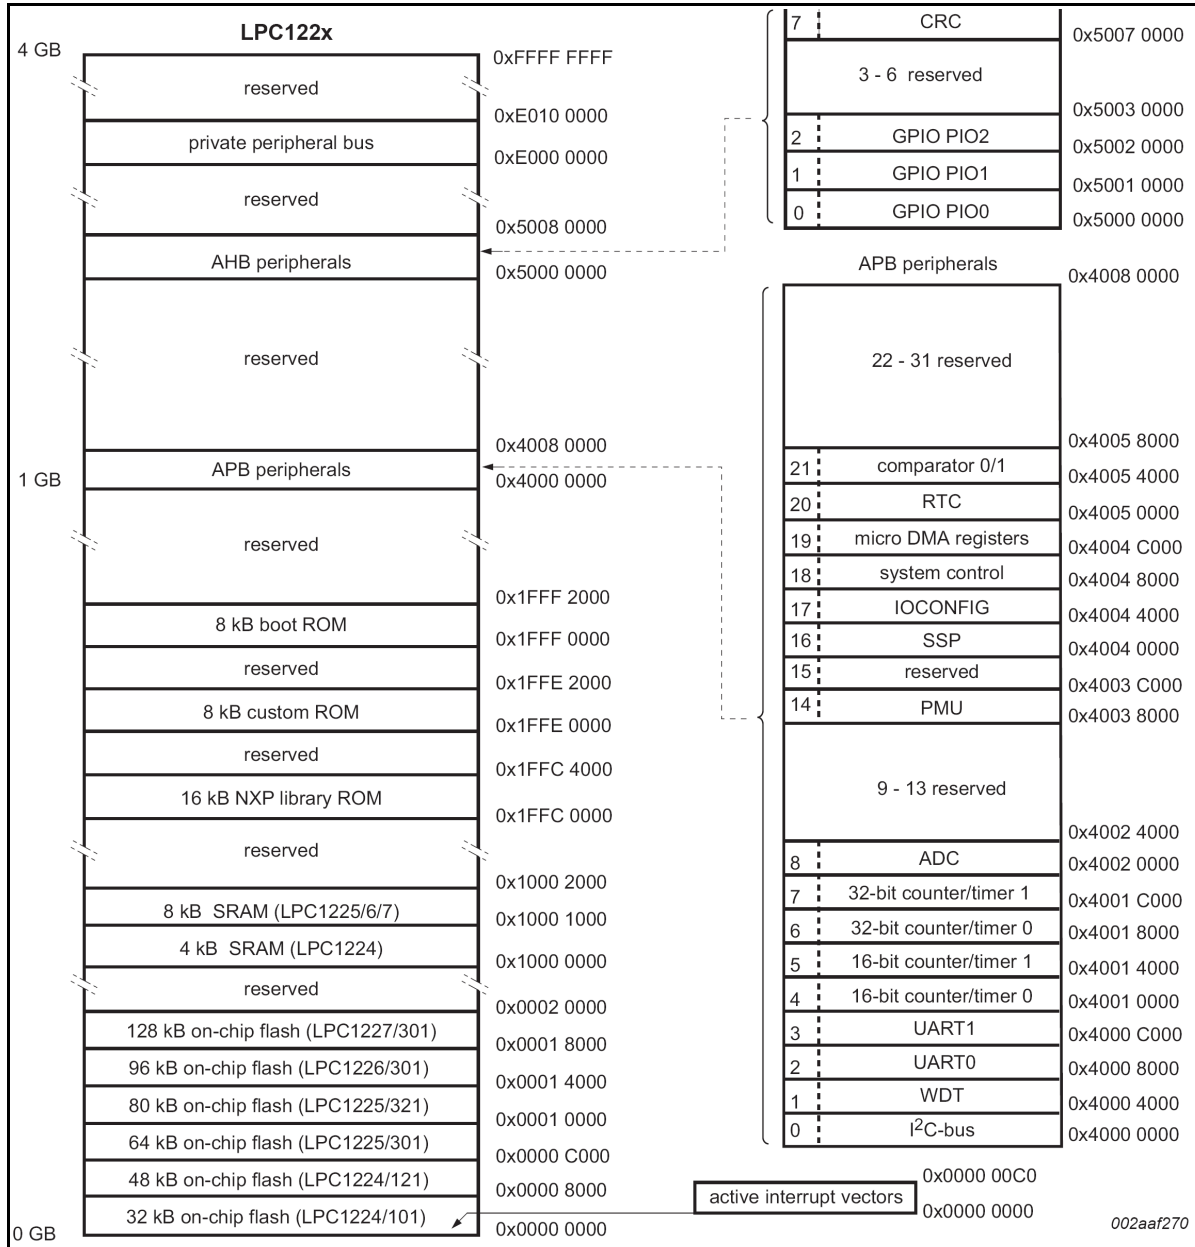 LPC122x
4 GB
0xFFFF FFFF
reserved
0xE010 0000
private peripheral bus
0xE000 0000
reserved
0x5008 0000
AHB peripherals
0x5000 0000
reserved
0x4008 0000
APB peripherals
1 GB
0x4000 0000
reserved
0x1FFF 2000
8 kB boot ROM
0x1FFF 0000
reserved
0x1FFE 2000
8 kB custom ROM
0x1FFE 0000
reserved
0x1FFC 4000
16 kB NXP library ROM
0x1FFC 0000
reserved
0x1000 2000
8 kB SRAM (LPC1225/6/7)
0x1000 1000
4 kB SRAM (LPC1224)
0x1000 0000
reserved
0x0002 0000
128 kB on-chip flash (LPC1227/301)
0x0001 8000
96 kB on-chip flash (LPC1226/301)
0x0001 4000
80 kB on-chip flash (LPC1225/321)
0x0001 0000
64 kB on-chip flash (LPC1225/301)
0x0000 C000
48 kB on-chip flash (LPC1224/121)
0x0000 8000
32 kB on-chip flash (LPC1224/101)
0 GB
0x0000 0000
7 CRC
0x5007 0000
3 - 6 reserved
0x5003 0000
2 GPIO PIO2
0x5002 0000
1 GPIO PIO1
0x5001 0000
0 GPIO PIO0
0x5000 0000
APB peripherals
0x4008 0000
22 - 31 reserved
0x4005 8000
21 comparator 0/1
0x4005 4000
20 RTC
0x4005 0000
19 micro DMA registers
0x4004 C000
18 system control
0x4004 8000
17 IOCONFIG
0x4004 4000
16 SSP
0x4004 0000
15 reserved
0x4003 C000
14 PMU
0x4003 8000
9 - 13 reserved
0x4002 4000
8 ADC
0x4002 0000
7 32-bit counter/timer 1
0x4001 C000
6 32-bit counter/timer 0
0x4001 8000
5 16-bit counter/timer 1
0x4001 4000
4 16-bit counter/timer 0
0x4001 0000
3 UART1
0x4000 C000
2 UART0
0x4000 8000
1 WDT
0x4000 4000
0 I²C-bus
0x4000 0000
0x0000 00C0
active interrupt vectors
0x0000 0000
002aaf270